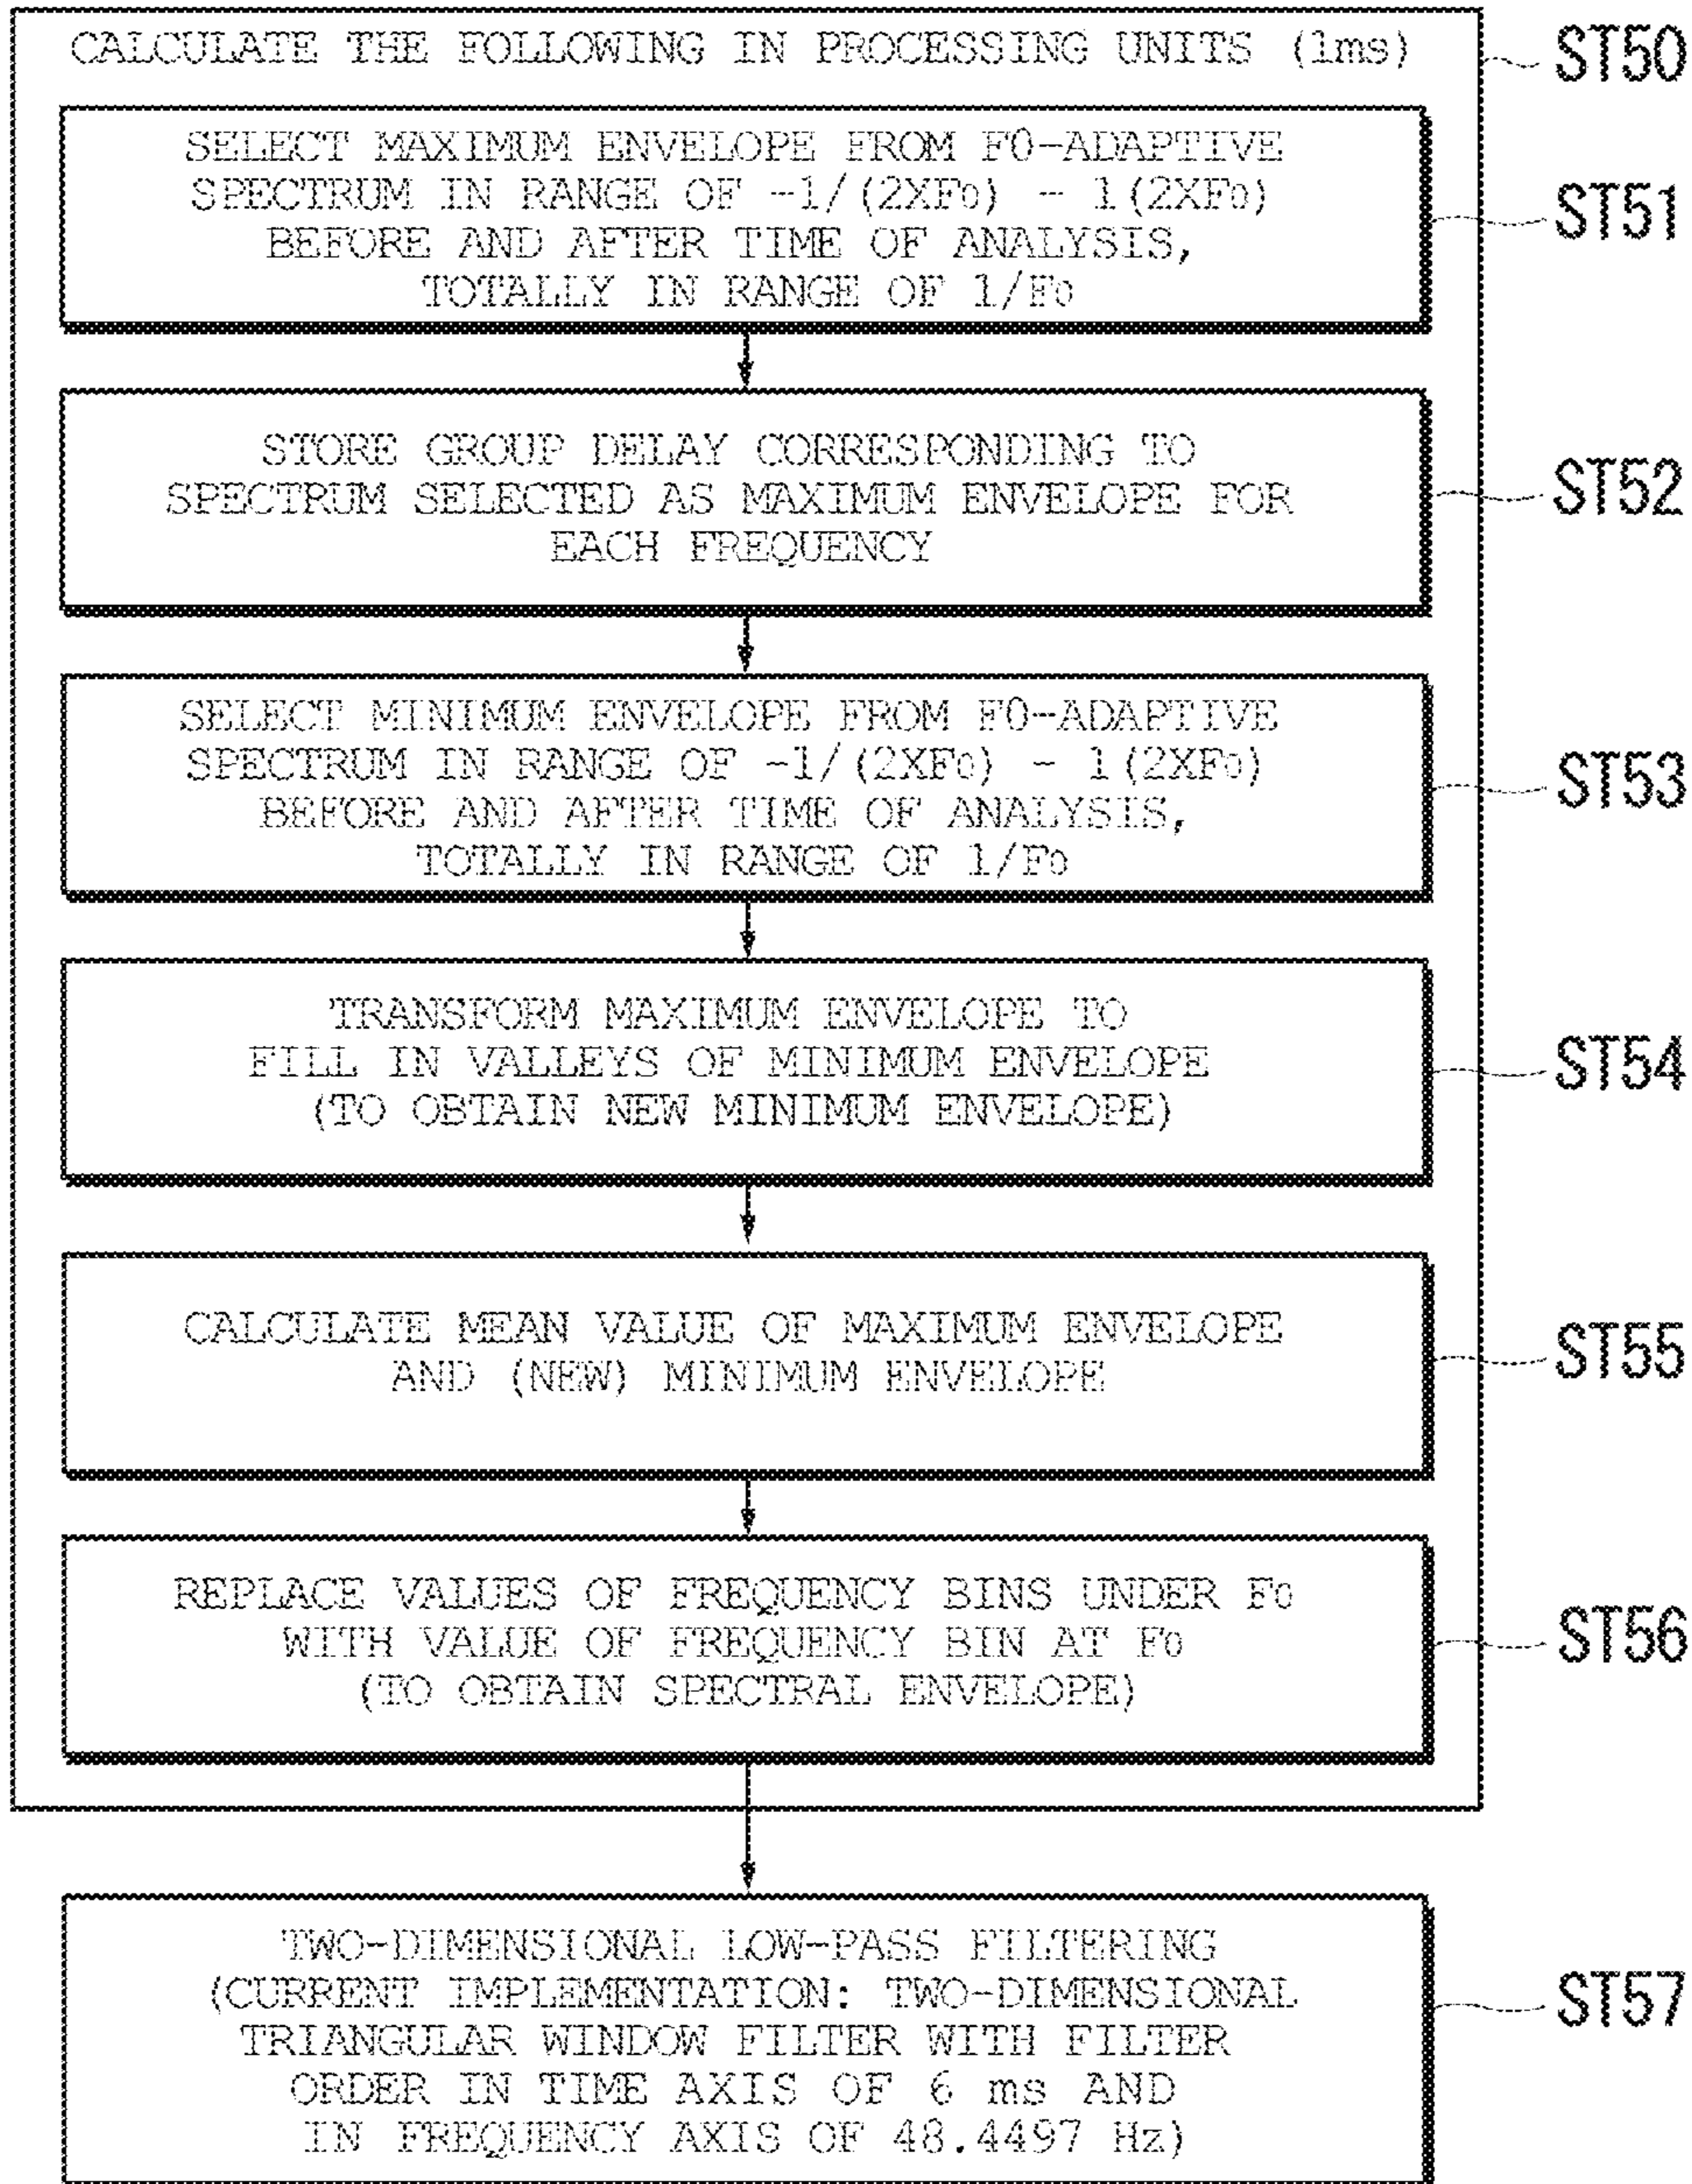 CALCULATE THE FOLLOWING IN PROCESSING UNITS (1ms)
ST50
SELECT MAXIMUM ENVELOPE FROM F0-ADAPTIVE
SPECTRUM IN RANGE OF -1/(2XF0) - 1(2XF0)
BEFORE AND AFTER TIME OF ANALYSIS,
TOTALLY IN RANGE OF 1/F0
ST51
STORE GROUP DELAY CORRESPONDING TO
SPECTRUM SELECTED AS MAXIMUM ENVELOPE FOR
EACH FREQUENCY
ST52
SELECT MINIMUM ENVELOPE FROM F0-ADAPTIVE
SPECTRUM IN RANGE OF -1/(2XF0) - 1(2XF0)
BEFORE AND AFTER TIME OF ANALYSIS,
TOTALLY IN RANGE OF 1/F0
ST53
TRANSFORM MAXIMUM ENVELOPE TO
FILL IN VALLEYS OF MINIMUM ENVELOPE
(TO OBTAIN NEW MINIMUM ENVELOPE)
ST54
CALCULATE MEAN VALUE OF MAXIMUM ENVELOPE
AND (NEW) MINIMUM ENVELOPE
ST55
REPLACE VALUES OF FREQUENCY BINS UNDER F0
WITH VALUE OF FREQUENCY BIN AT F0
(TO OBTAIN SPECTRAL ENVELOPE)
ST56
TWO-DIMENSIONAL LOW-PASS FILTERING
(CURRENT IMPLEMENTATION: TWO-DIMENSIONAL
TRIANGULAR WINDOW FILTER WITH FILTER
ORDER IN TIME AXIS OF 6 ms AND
IN FREQUENCY AXIS OF 48.4497 Hz)
ST57